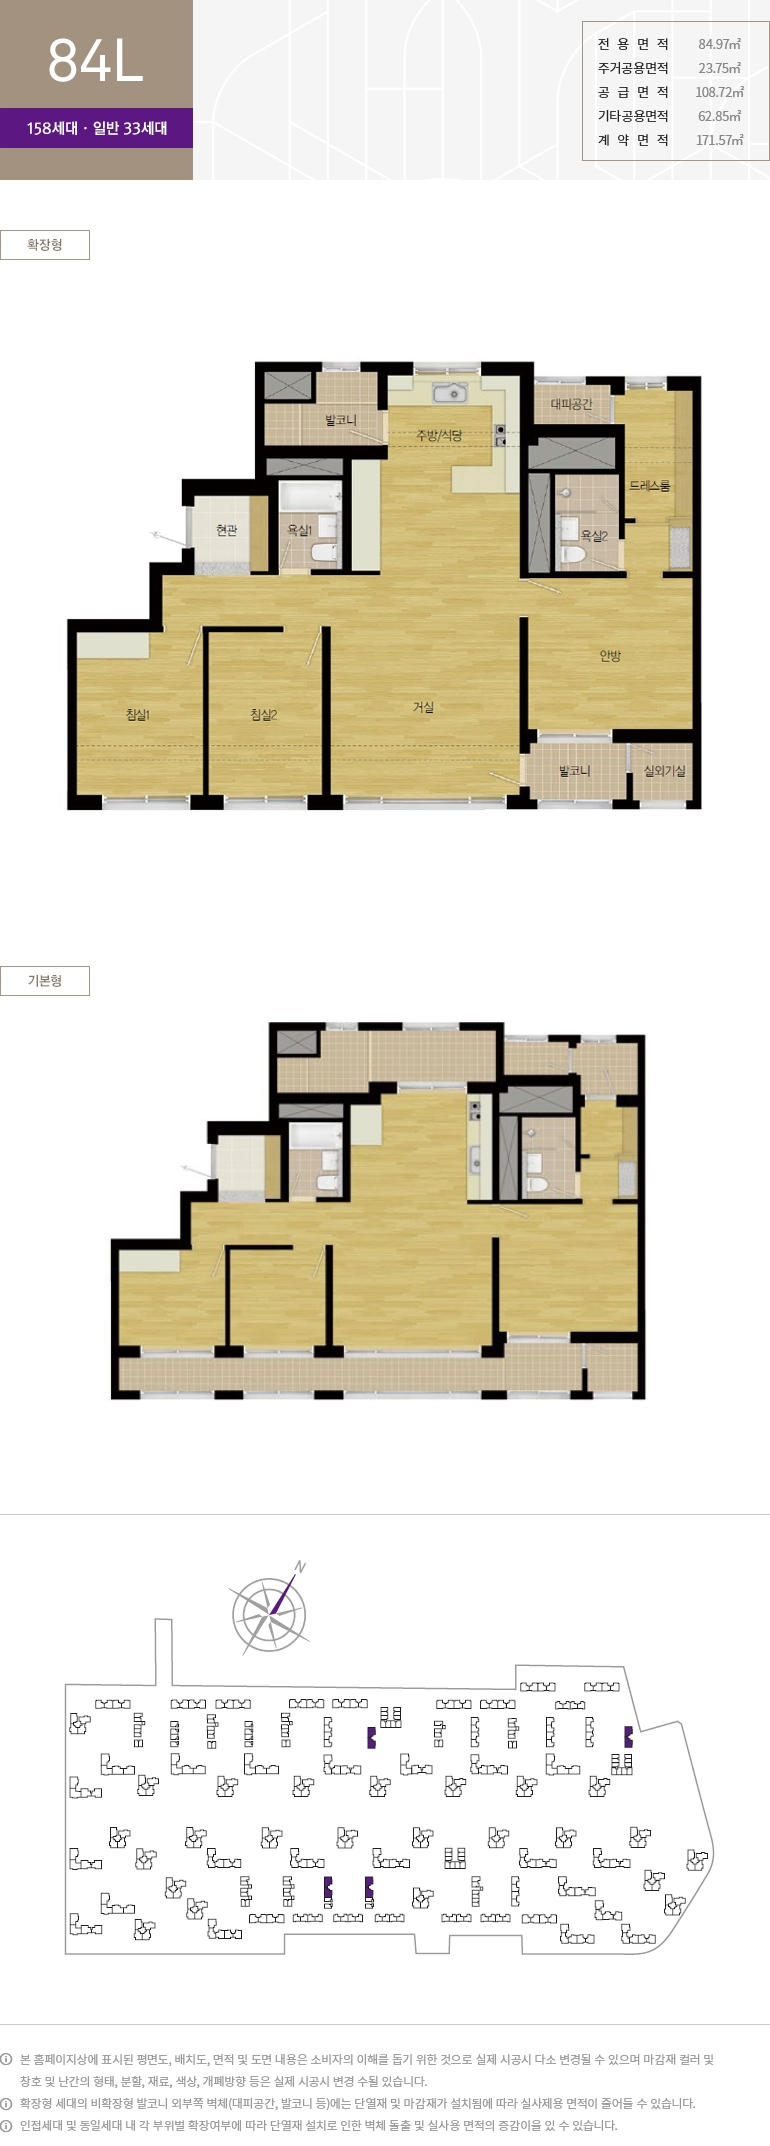 84L
158세대 · 일반 33세대
전 용 면 적 84.97㎡
주거공용면적 23.75㎡
공 급 면 적 108.72㎡
기타공용면적 62.85㎡
계 약 면 적 171.57㎡
확장형
발코니
주방/식당
대피공간
드레스룸
현관
욕실1
욕실2
안방
침실1
침실2
거실
발코니
실외기실
기본형
N
본 홈페이지상에 표시된 평면도, 배치도, 면적 및 도면 내용은 소비자의 이해를 돕기 위한 것으로 실제 시공시 다소 변경될 수 있으며 마감재 컬러 및
창호 및 난간의 형태, 분할, 재료, 색상, 개폐방향 등은 실제 시공시 변경 수될 있습니다.
확장형 세대의 비확장형 발코니 외부쪽 벽체(대피공간, 발코니 등)에는 단열재 및 마감재가 설치됨에 따라 실사제용 면적이 줄어들 수 있습니다.
인접세대 및 동일세대 내 각 부위별 확장여부에 따라 단열재 설치로 인한 벽체 돌출 및 실사용 면적의 증감이을 있 수 있습니다.